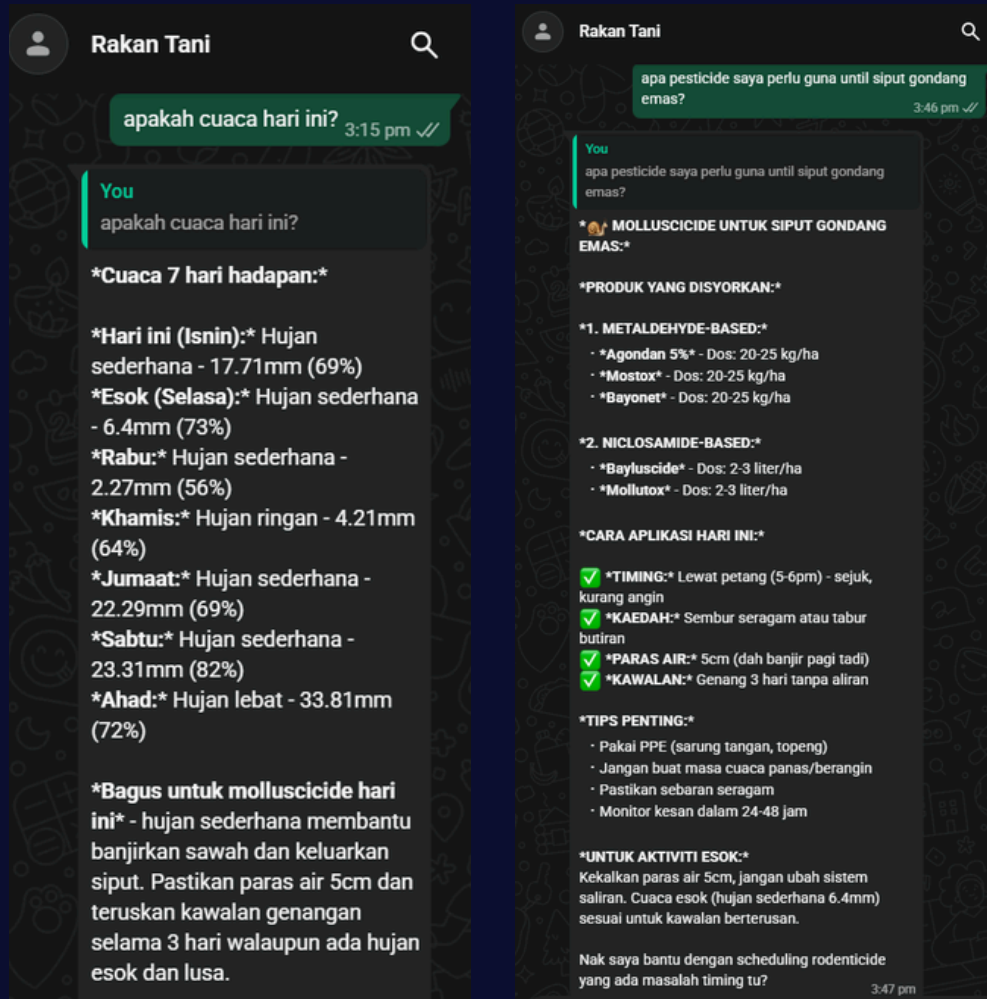 Rakan Tani
apakah cuaca hari ini? 3:15 pm
You
apakah cuaca hari ini?
*Cuaca 7 hari hadapan:*
*Hari ini (Isnin):* Hujan
sederhana - 17.71mm (69%)
*Esok (Selasa):* Hujan sederhana
- 6.4mm (73%)
*Rabu:* Hujan sederhana -
2.27mm (56%)
*Khamis:* Hujan ringan - 4.21mm
(64%)
*Jumaat:* Hujan sederhana -
22.29mm (69%)
*Sabtu:* Hujan sederhana -
23.31mm (82%)
*Ahad:* Hujan lebat - 33.81mm
(72%)
*Bagus untuk molluscicide hari
ini* - hujan sederhana membantu
banjirkan sawah dan keluarkan
siput. Pastikan paras air 5cm dan
teruskan kawalan genangan
selama 3 hari walaupun ada hujan
esok dan lusa.
Rakan Tani
apa pesticide saya perlu guna until siput gondang
emas?
3:46 pm
You
apa pesticide saya perlu guna until siput gondang
emas?
*🐌 MOLLUSCICIDE UNTUK SIPUT GONDANG
EMAS:*
*PRODUK YANG DISYORKAN:*
*1. METALDEHYDE-BASED:*
· *Agondan 5%* - Dos: 20-25 kg/ha
· *Mostox* - Dos: 20-25 kg/ha
· *Bayonet* - Dos: 20-25 kg/ha
*2. NICLOSAMIDE-BASED:*
· *Bayluscide* - Dos: 2-3 liter/ha
· *Mollutox* - Dos: 2-3 liter/ha
*CARA APLIKASI HARI INI:*
✅ *TIMING:* Lewat petang (5-6pm) - sejuk,
kurang angin
✅ *KAEDAH:* Sembur seragam atau tabur
butiran
✅ *PARAS AIR:* 5cm (dah banjir pagi tadi)
✅ *KAWALAN:* Genang 3 hari tanpa aliran
*TIPS PENTING:*
· Pakai PPE (sarung tangan, topeng)
· Jangan buat masa cuaca panas/berangin
· Pastikan sebaran seragam
· Monitor kesan dalam 24-48 jam
*UNTUK AKTIVITI ESOK:*
Kekalkan paras air 5cm, jangan ubah sistem
saliran. Cuaca esok (hujan sederhana 6.4mm)
sesuai untuk kawalan berterusan.
Nak saya bantu dengan scheduling rodenticide
yang ada masalah timing tu?
3:47 pm